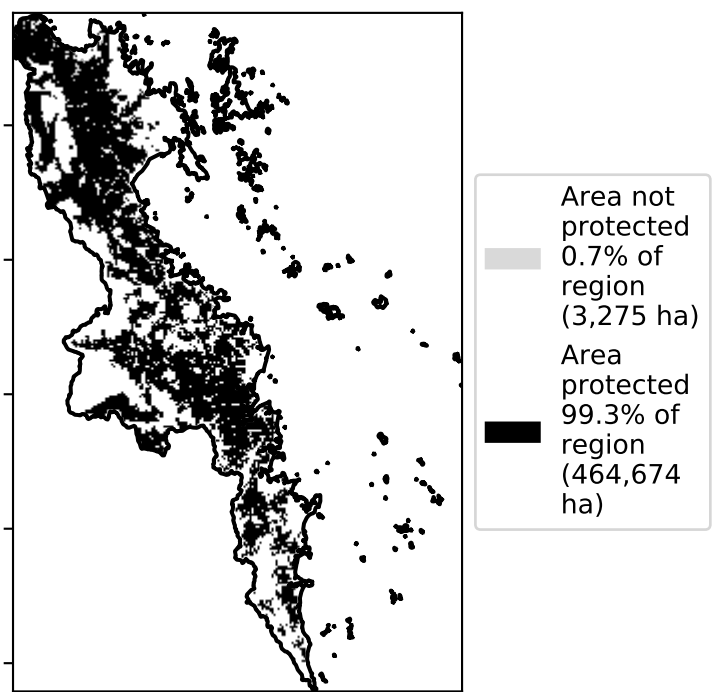 Area not
protected
0.7% of
region
(3,275 ha)
Area
protected
99.3% of
region
(464,674
ha)